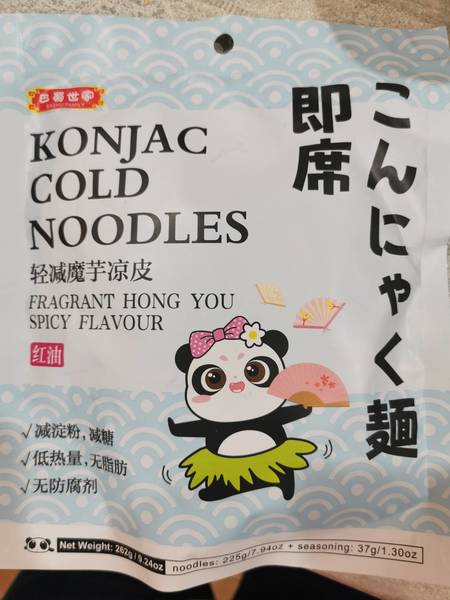 巴蜀世家
BASHU FAMILY
KONJAC
COLD
NOODLES
轻减魔芋凉皮
FRAGRANT HONG YOU
SPICY FLAVOUR
红油
こんにゃく麺
即席
√减淀粉,减糖
√低热量,无脂肪
√无防腐剂
Net Weight: 262g/9.24oz
noodles: 225g/7.94oz + seasoning: 37g/1.30oz